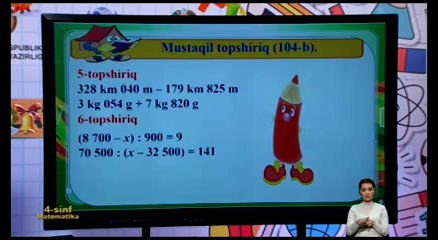 Mustaqil topshiriq (104-b).
5-topshiriq
328 km 040 m – 179 km 825 m
3 kg 054 g + 7 kg 820 g
6-topshiriq
(8 700 – x) : 900 = 9
70 500 : (x – 32 500) = 141
4-sinf
Matematika